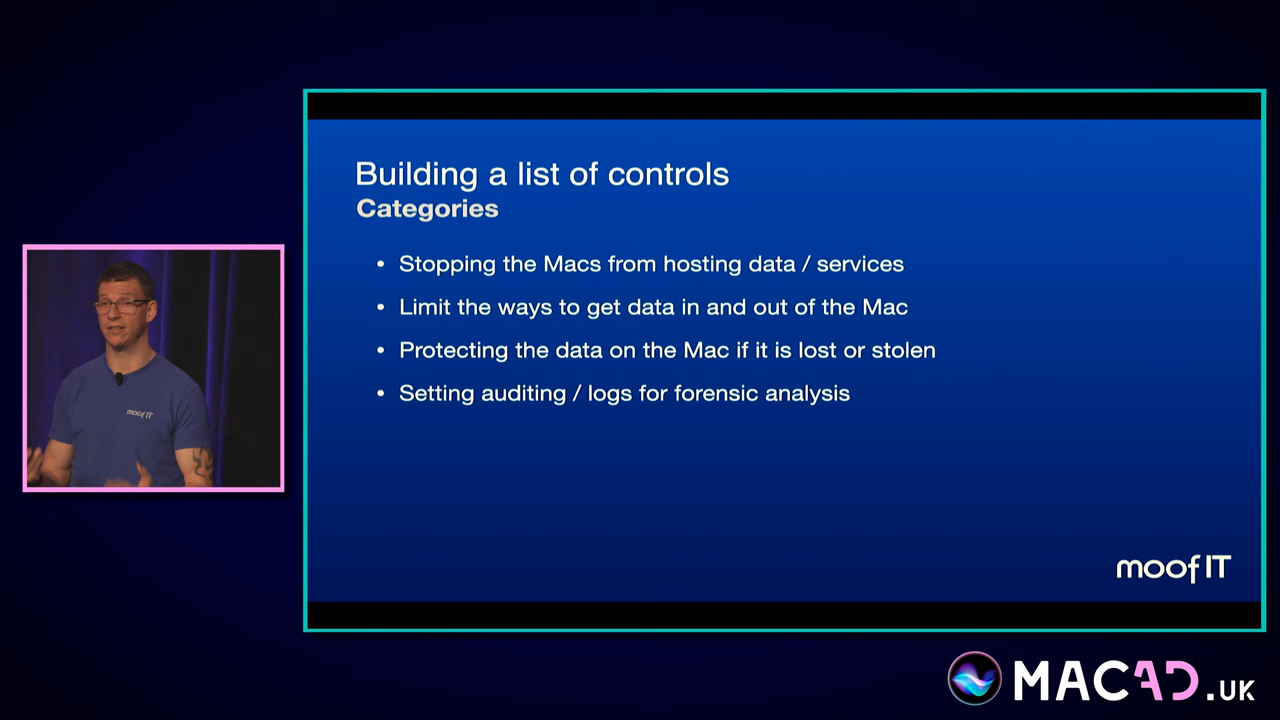 Building a list of controls
Categories
• Stopping the Macs from hosting data / services
• Limit the ways to get data in and out of the Mac
• Protecting the data on the Mac if it is lost or stolen
• Setting auditing / logs for forensic analysis
moof IT
moof IT
MACAD.UK